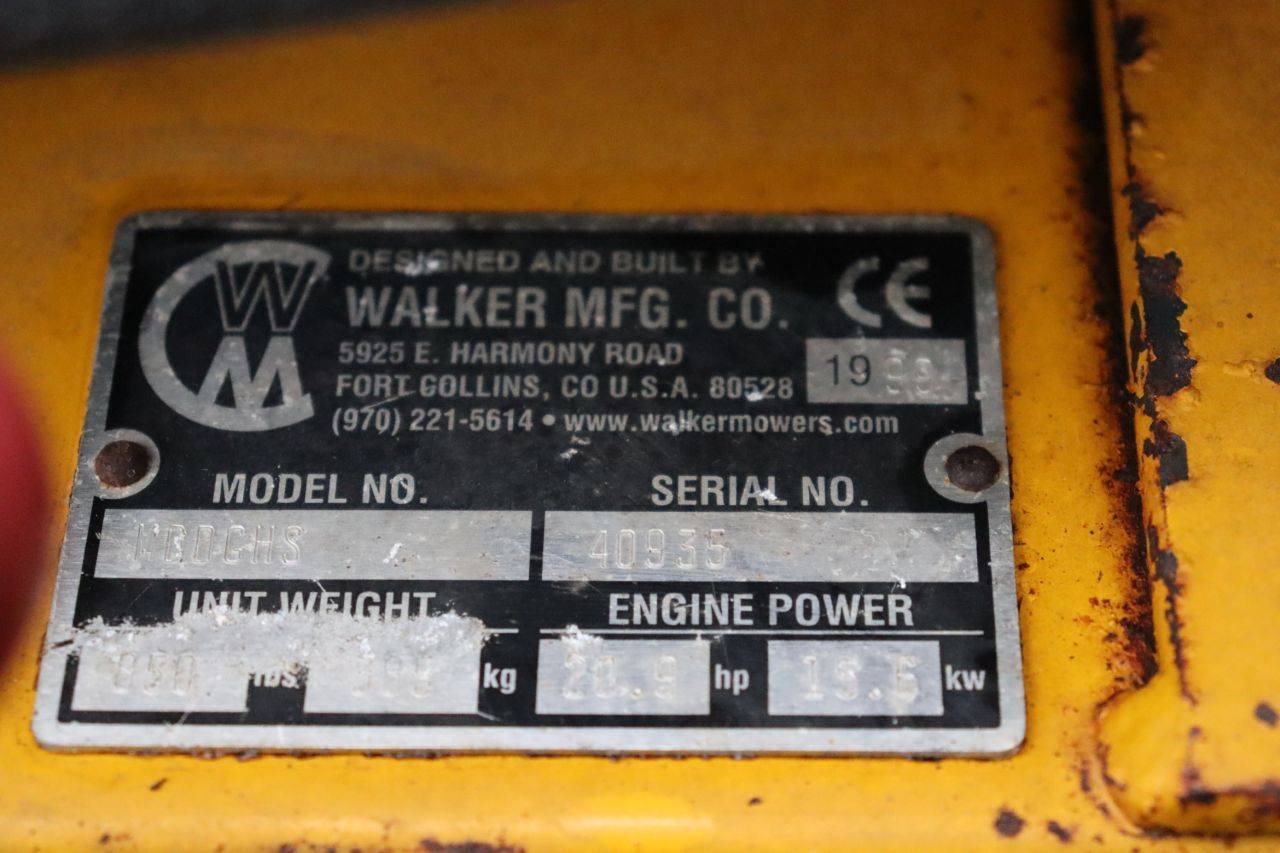 WM
DESIGNED AND BUILT BY
WALKER MFG. CO.
CE
5925 E. HARMONY ROAD
19
FORT COLLINS, CO U.S.A. 80528
(970) 221-5614 • www.walkermowers.com
MODEL NO. SERIAL NO.
40935
UNIT WEIGHT ENGINE POWER
lbs. kg 20.9 hp 15.6 kw